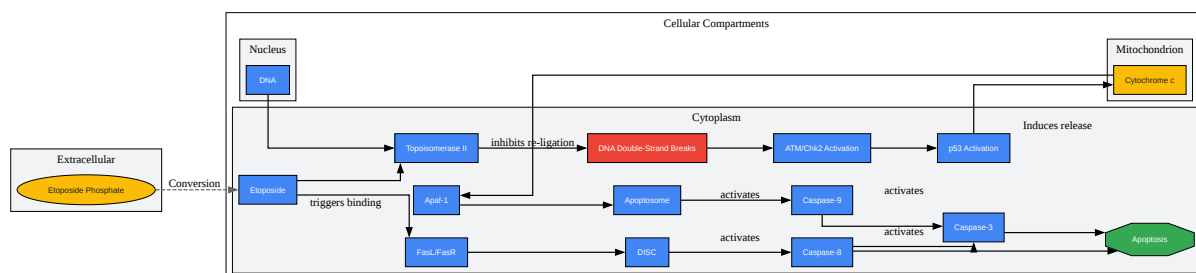 Cellular Compartments
Nucleus
Mitochondrion
DNA
Cytochrome c
Cytoplasm
Induces release
Topoisomerase II
inhibits re-ligation
DNA Double-Strand Breaks
ATM/Chk2 Activation
p53 Activation
Extracellular
Etoposide Phosphate
Conversion
Etoposide
triggers binding
Apaf-1
Apoptosome
activates
Caspase-9
activates
FasL/FasR
DISC
activates
Caspase-8
activates
Caspase-3
Apoptosis